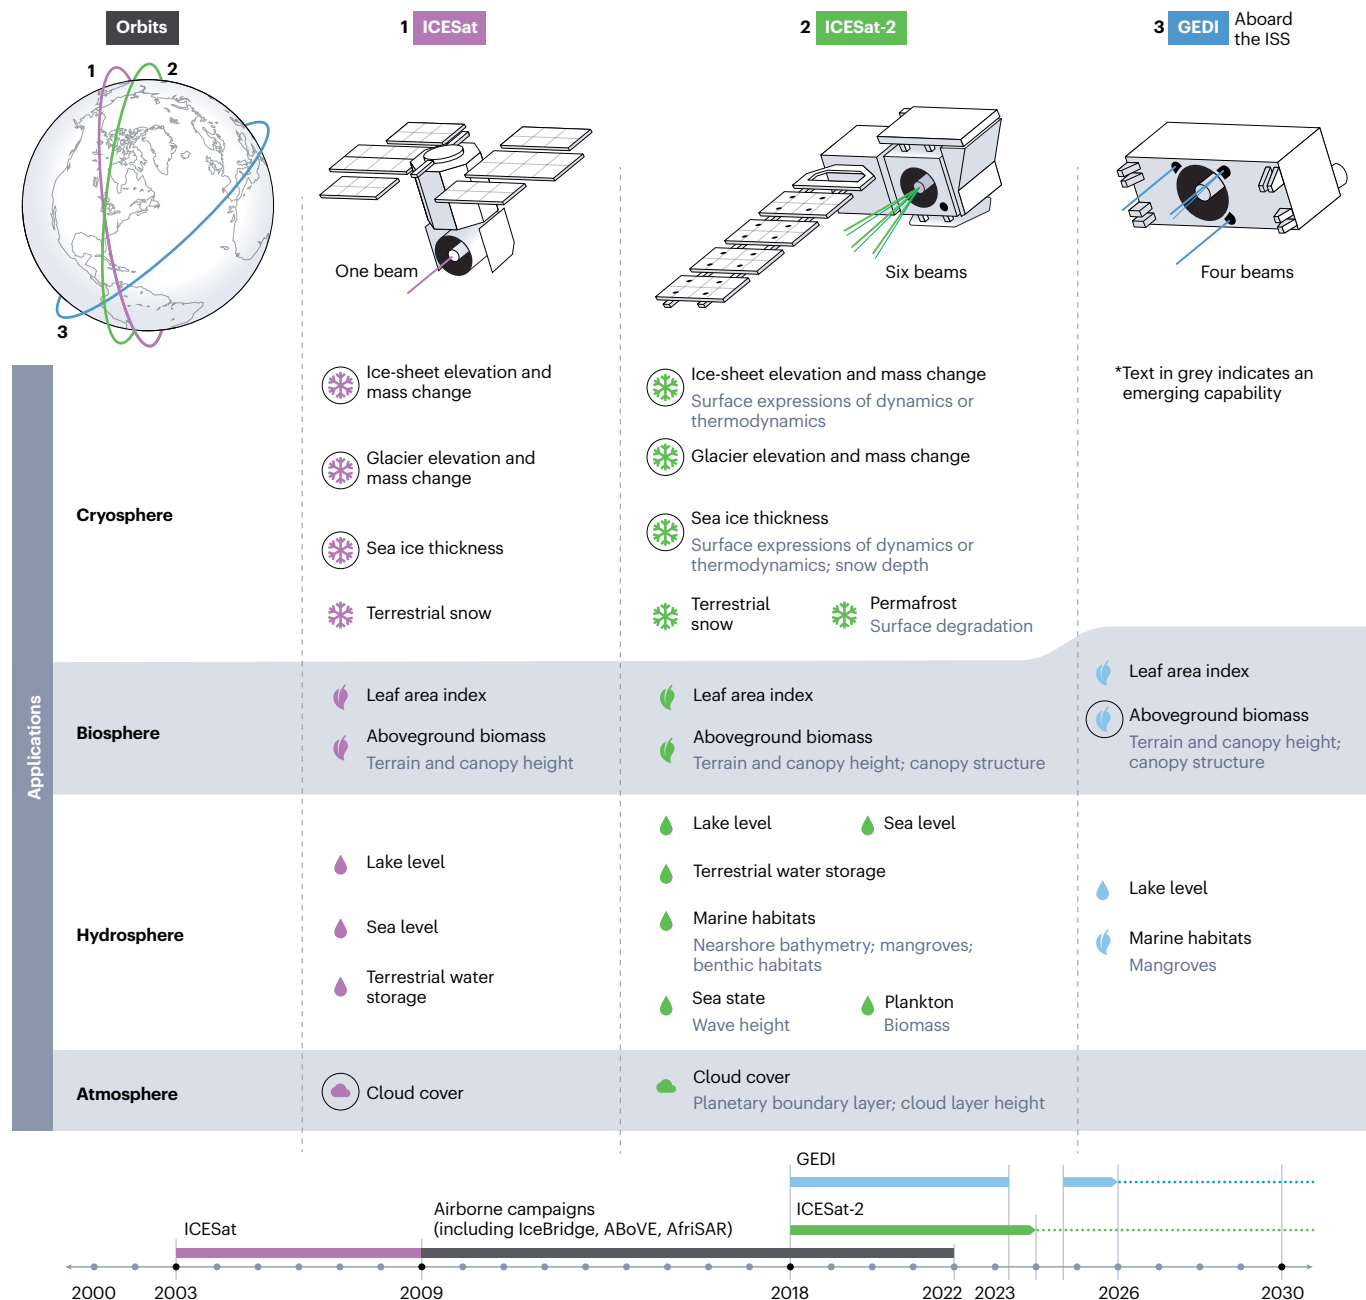 Orbits
1 ICESat
2 ICESat-2
3 GEDI Aboard
the ISS
1
2
3
One beam
Six beams
Four beams
Applications
Cryosphere
Ice-sheet elevation and
mass change
Glacier elevation and
mass change
Sea ice thickness
Terrestrial snow
Ice-sheet elevation and mass change
Surface expressions of dynamics or
thermodynamics
Glacier elevation and mass change
Sea ice thickness
Surface expressions of dynamics or
thermodynamics; snow depth
Terrestrial
snow
Permafrost
Surface degradation
*Text in grey indicates an
emerging capability
Biosphere
Leaf area index
Aboveground biomass
Terrain and canopy height
Leaf area index
Aboveground biomass
Terrain and canopy height; canopy structure
Leaf area index
Aboveground biomass
Terrain and canopy height;
canopy structure
Hydrosphere
Lake level
Sea level
Terrestrial water
storage
Lake level
Sea level
Terrestrial water storage
Marine habitats
Nearshore bathymetry; mangroves;
benthic habitats
Sea state
Wave height
Plankton
Biomass
Lake level
Marine habitats
Mangroves
Atmosphere
Cloud cover
Cloud cover
Planetary boundary layer; cloud layer height
GEDI
ICESat-2
Airborne campaigns
(including IceBridge, ABoVE, AfriSAR)
ICESat
2000 2003 2009 2018 2022 2023 2026 2030